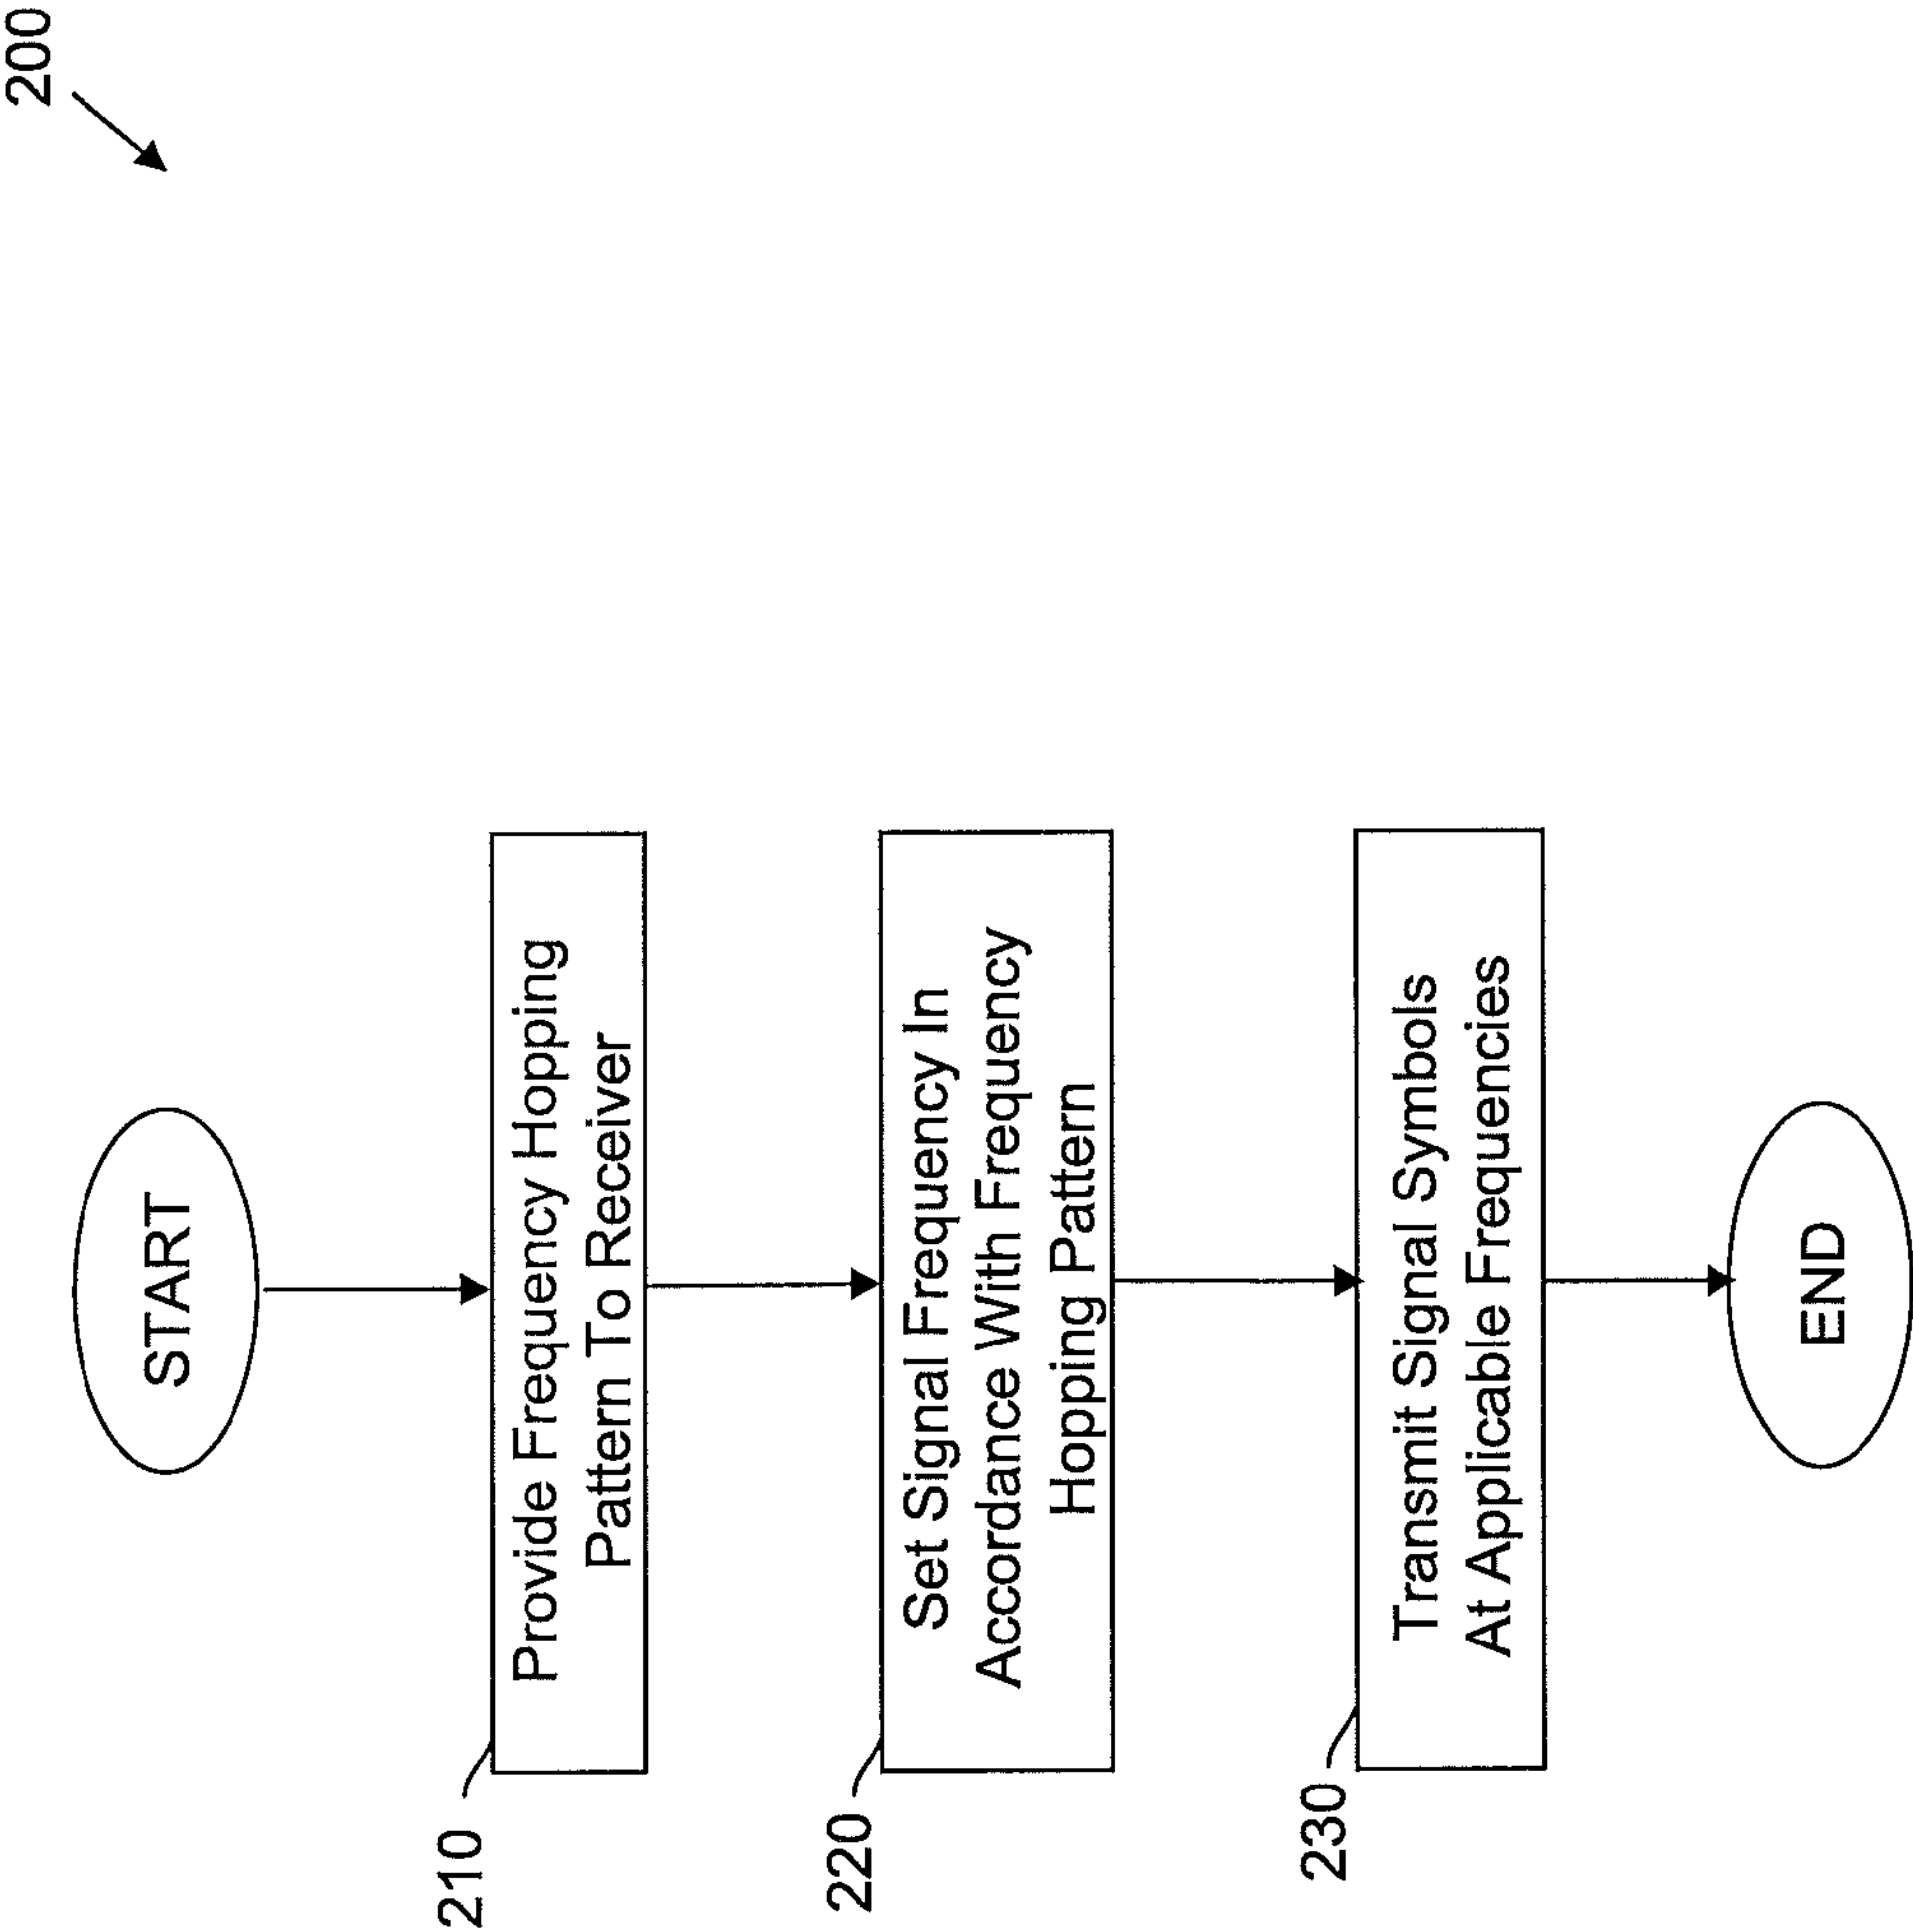 200
START
210
Provide Frequency Hopping
Pattern To Receiver
220
Set Signal Frequency In
Accordance With Frequency
Hopping Pattern
230
Transmit Signal Symbols
At Applicable Frequencies
END